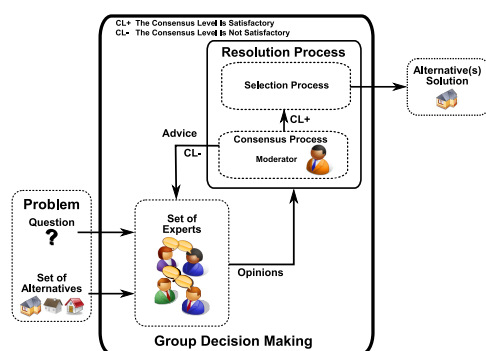 CL+ The Consensus Level Is Satisfactory
CL- The Consensus Level Is Not Satisfactory
Resolution Process
Selection Process
CL+
Consensus Process
Moderator
Alternative(s)
Solution
Advice
CL-
Problem
Question
?
Set of
Alternatives
Set of
Experts
Opinions
Group Decision Making